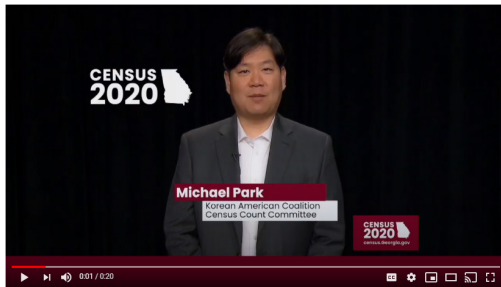 CENSUS
2020
Michael Park
Korean American Coalition
Census Count Committee
CENSUS
2020
census.georgia.gov
0:01 / 0:20
CC